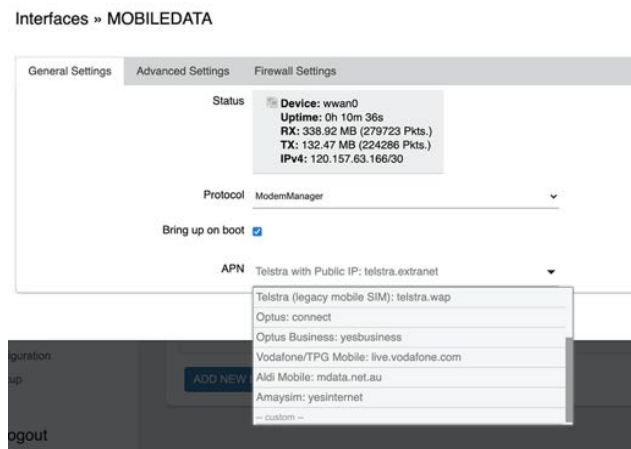 Interfaces » MOBILEDATA
General Settings
Advanced Settings
Firewall Settings
Status
Device: wwan0
Uptime: 0h 10m 36s
RX: 338.92 MB (279723 Pkts.)
TX: 132.47 MB (224286 Pkts.)
IPv4: 120.157.63.166/30
Protocol
ModemManager
Bring up on boot
APN
Telstra with Public IP: telstra.extranet
Telstra (legacy mobile SIM): telstra.wap
Optus: connect
Optus Business: yesbusiness
Vodafone/TPG Mobile: live.vodafone.com
Aldi Mobile: mdata.net.au
Amaysim: yesinternet
-- custom --
iguration
up
ADD NEW
ogout